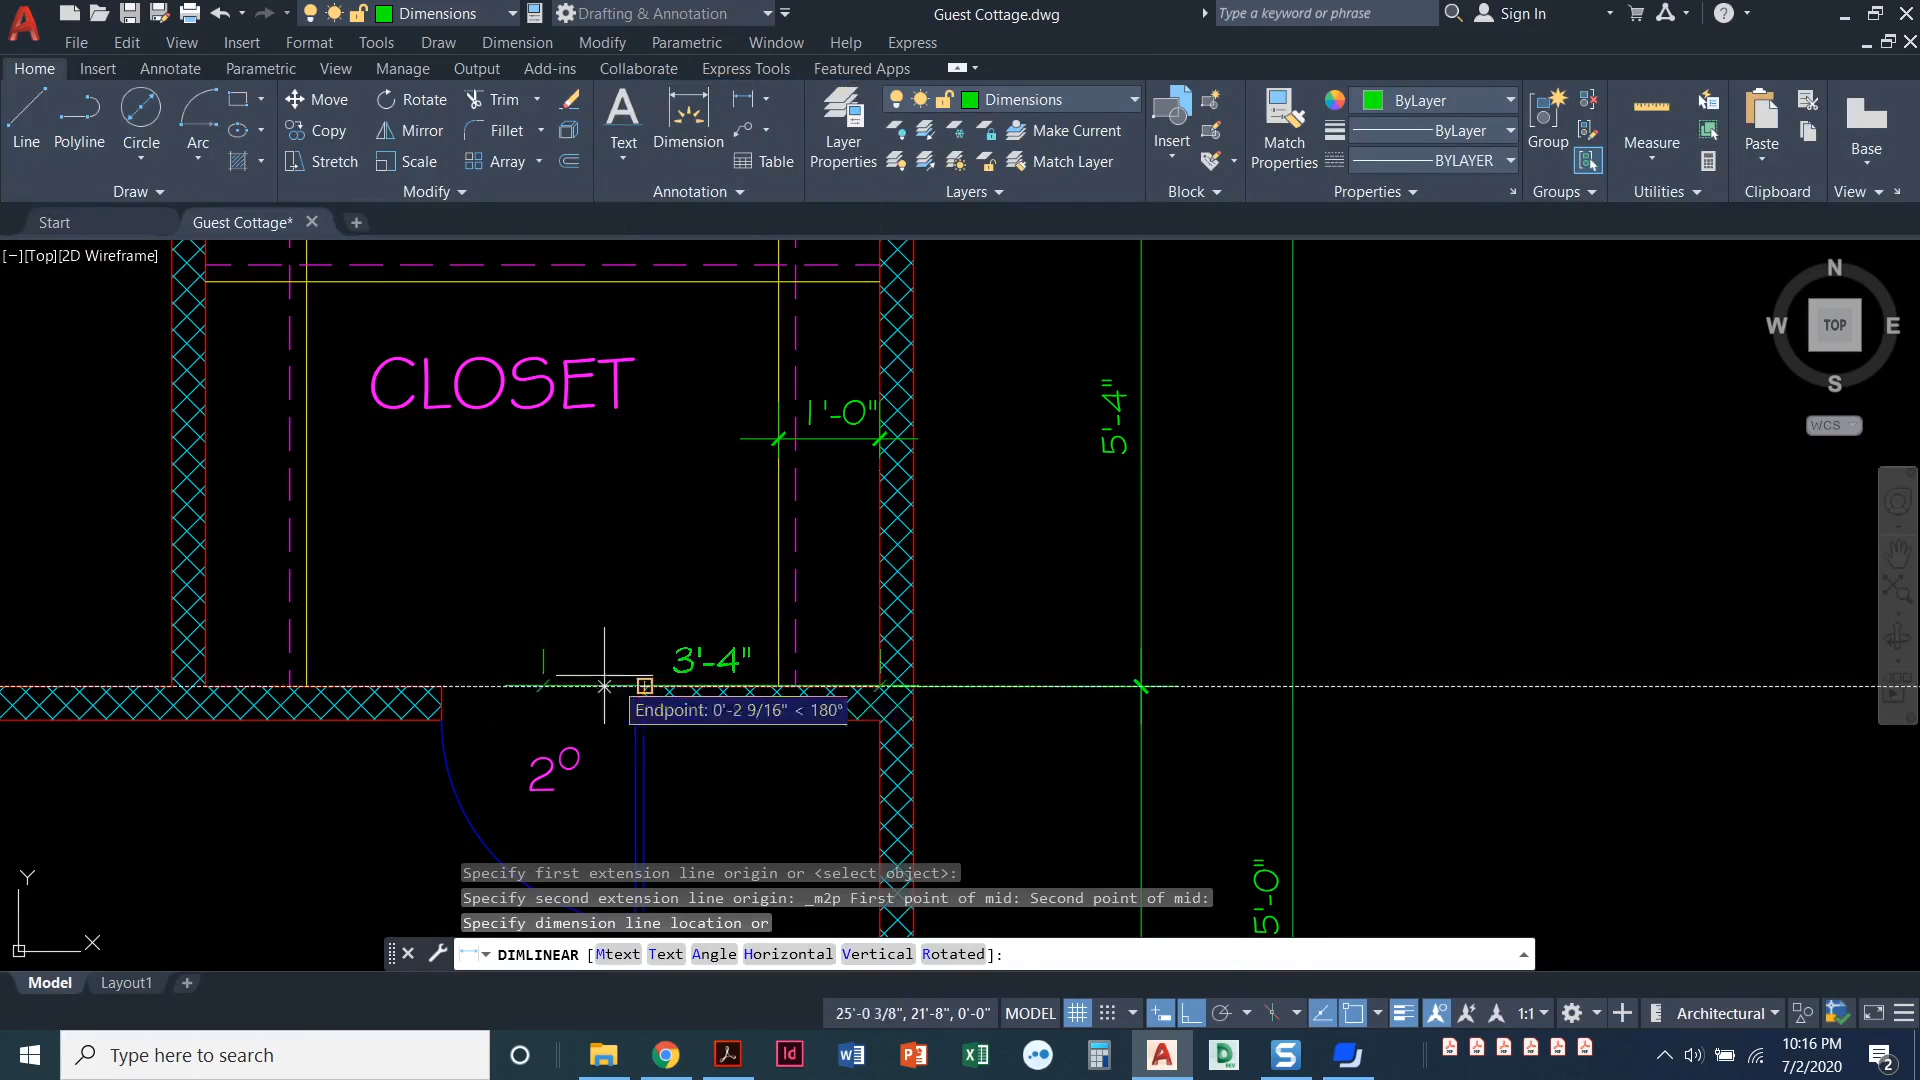 Dimensions
Drafting & Annotation
Guest Cottage.dwg
Type a keyword or phrase
Sign In
File Edit View Insert Format Tools Draw Dimension Modify Parametric Window Help Express
Home Insert Annotate Parametric View Manage Output Add-ins Collaborate Express Tools Featured Apps
Line
Polyline
Circle
Arc
Move
Rotate
Trim
Copy
Mirror
Fillet
Stretch
Scale
Array
Text
Dimension
Table
Layer
Properties
Dimensions
Make Current
Match Layer
Insert
Match
Properties
ByLayer
ByLayer
BYLAYER
Group
Measure
Paste
Base
Draw
Modify
Annotation
Layers
Block
Properties
Groups
Utilities
Clipboard
View
Start
Guest Cottage*
[−][Top][2D Wireframe]
N
W
TOP
E
S
WCS
CLOSET
1'-0"
5'-4"
3'-4"
Endpoint: 0'-2 9/16" < 180°
2⁰
5'-0"
Y
X
Specify first extension line origin or <select object>:
Specify second extension line origin: _m2p First point of mid: Second point of mid:
Specify dimension line location or
DIMLINEAR [Mtext Text Angle Horizontal Vertical Rotated]:
Model
Layout1
25'-0 3/8", 21'-8", 0'-0"
MODEL
1:1
Architectural
Type here to search
10:16 PM
7/2/2020
2